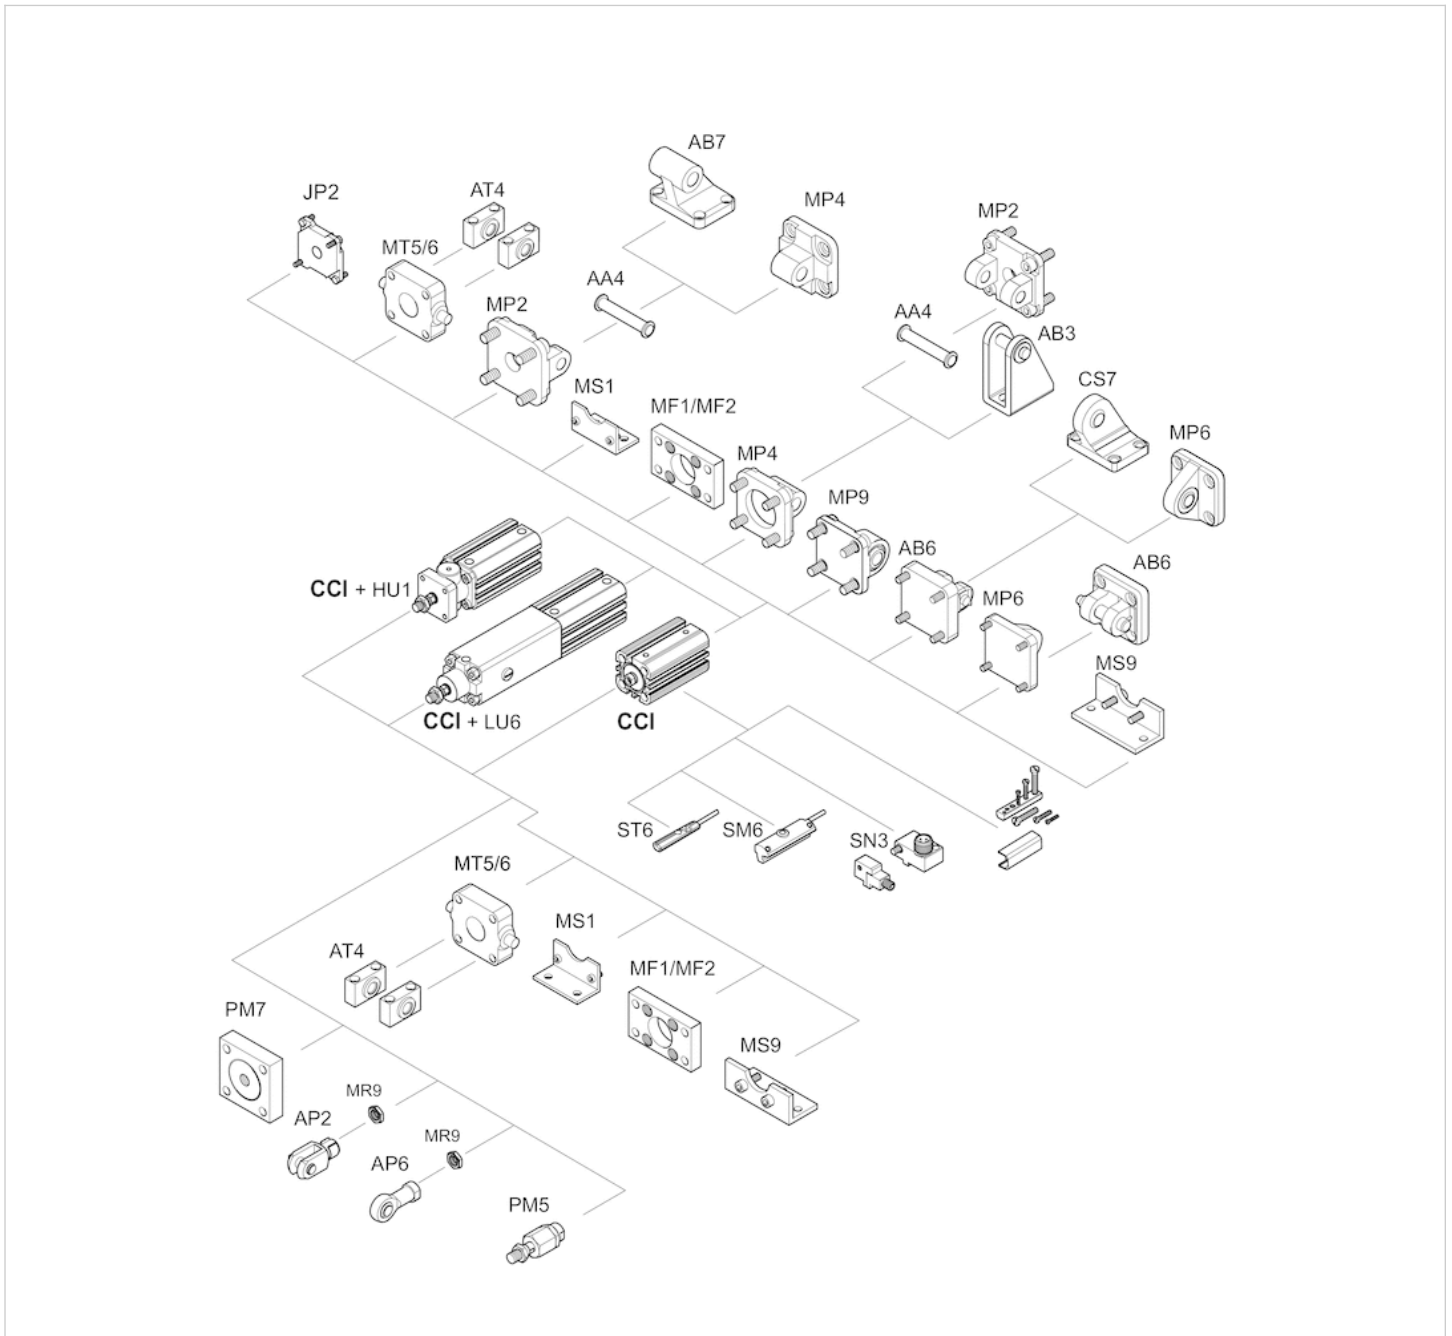 AB7
JP2
AT4
MP4
MP2
MT5/6
AA4
MP2
AA4
AB3
MS1
CS7
MF1/MF2
MP6
MP4
MP9
AB6
AB6
CCI + HU1
MP6
MS9
CCI + LU6
CCI
ST6
SM6
SN3
MT5/6
MS1
AT4
MF1/MF2
PM7
MS9
MR9
AP2
MR9
AP6
PM5